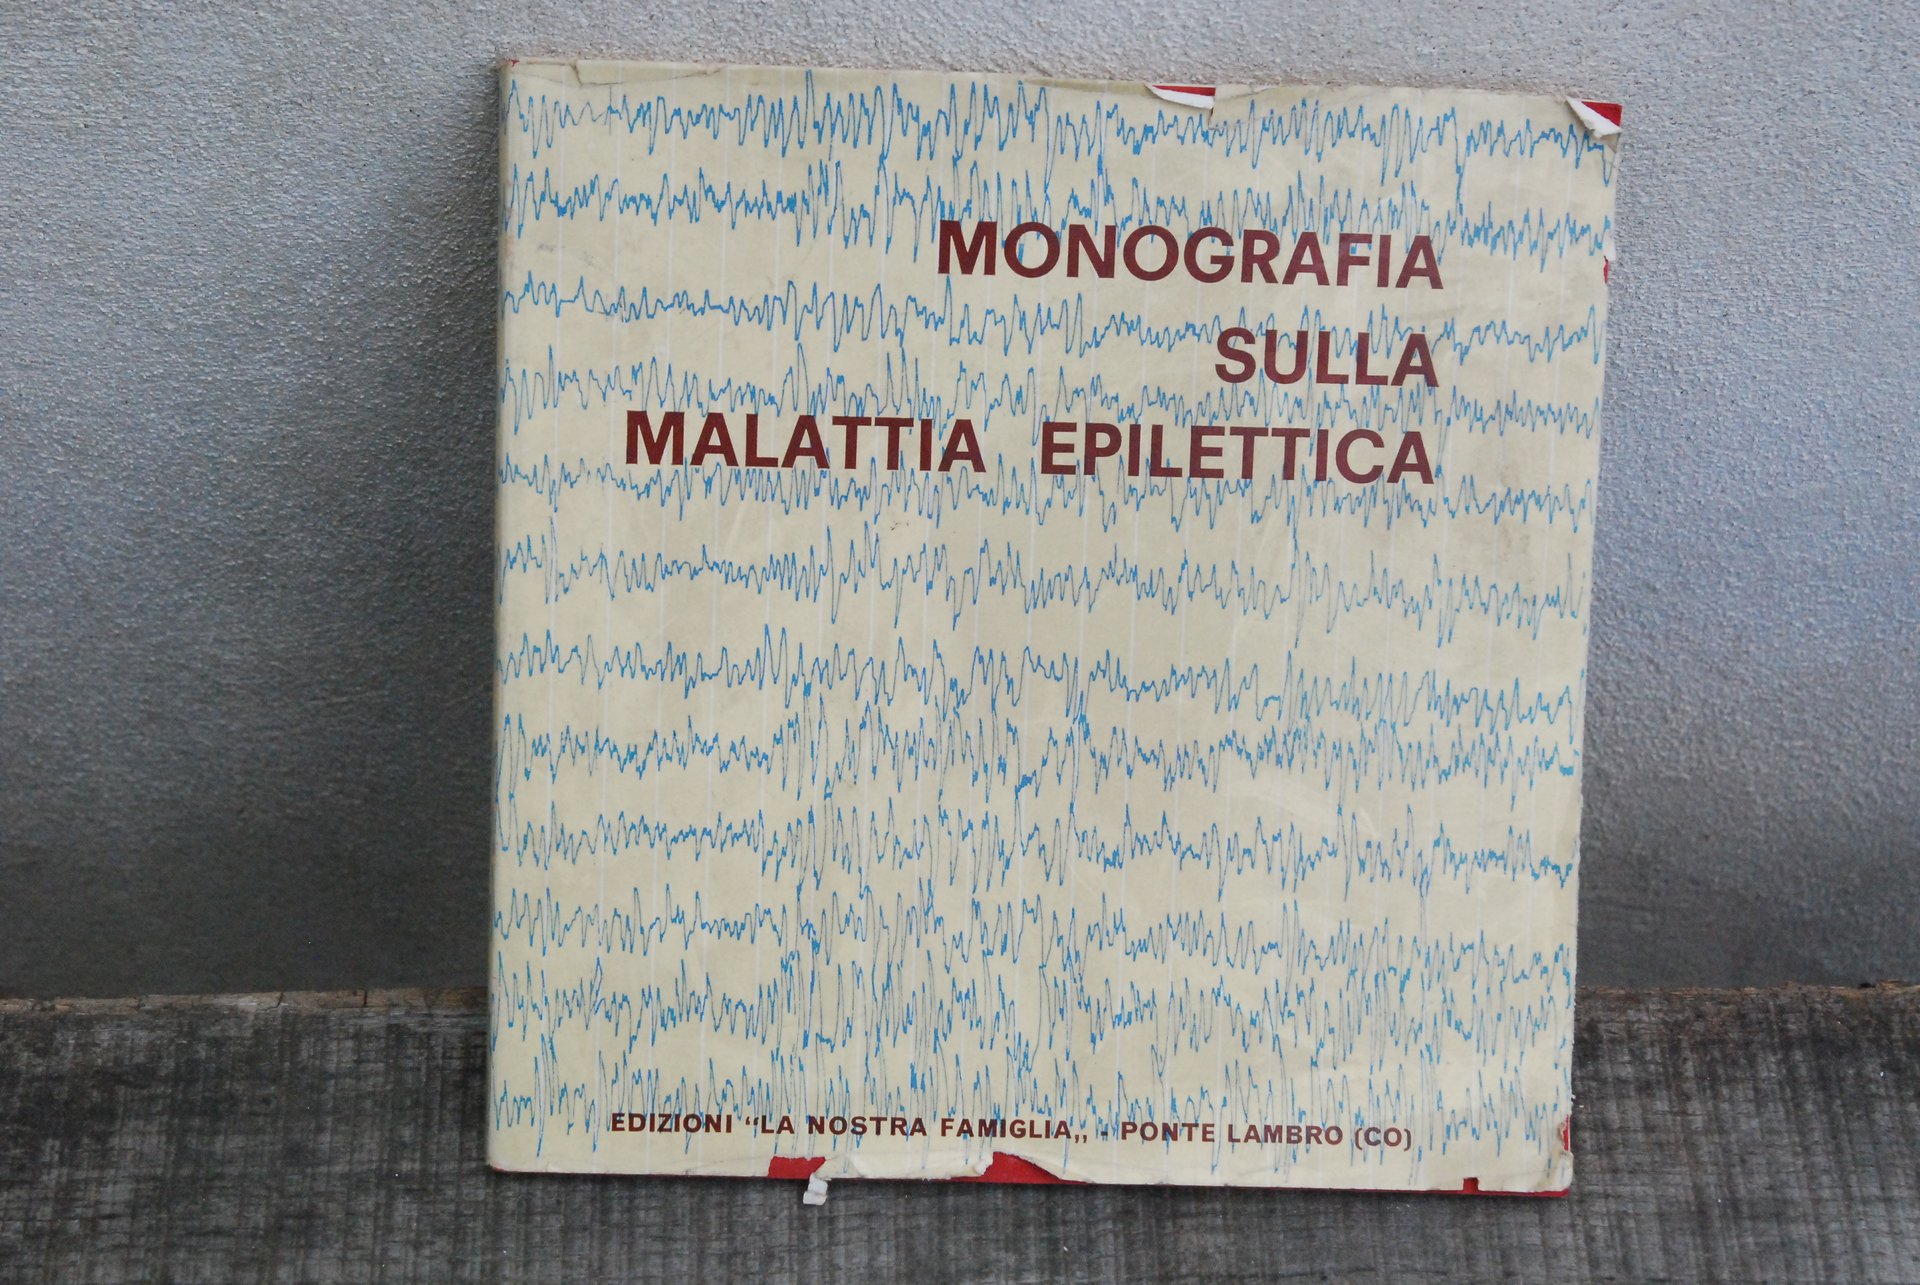 MONOGRAFIA
SULLA
MALATTIA EPILETTICA
EDIZIONI “LA NOSTRA FAMIGLIA„ - PONTE LAMBRO (CO)